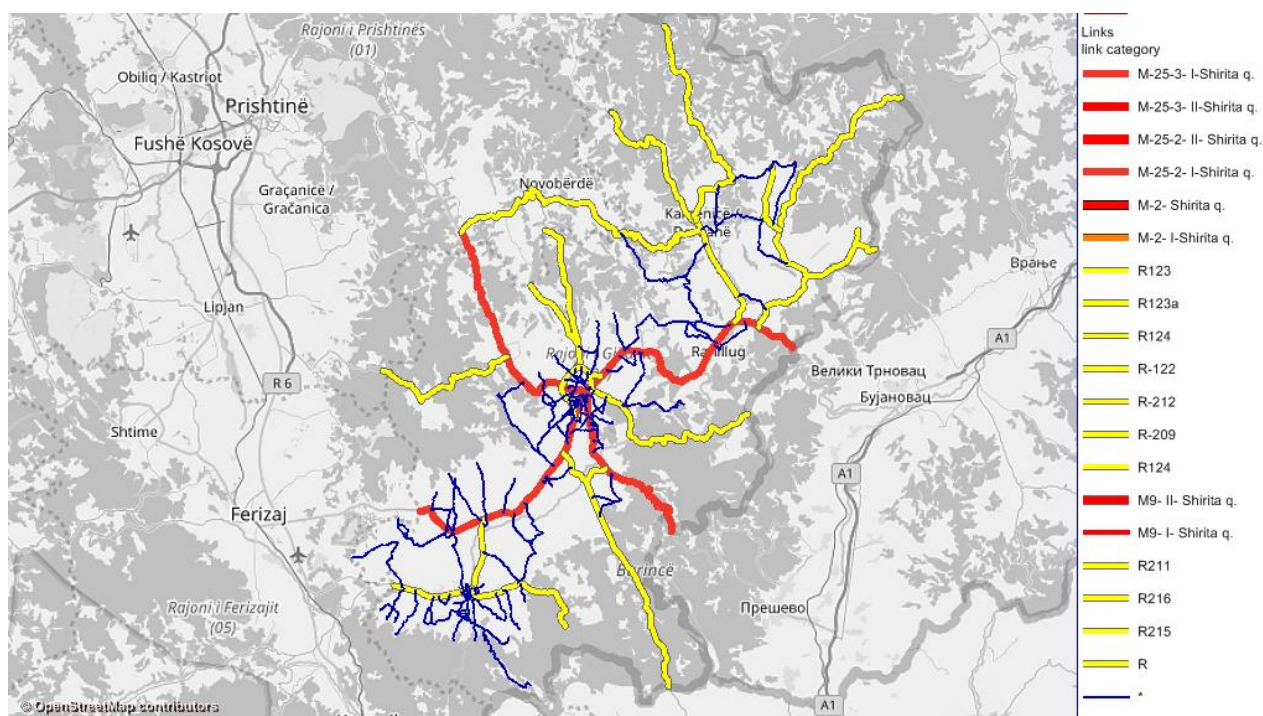 Rajoni i Prishtinës
(01)
Obiliq / Kastriot
Prishtinë
Fushë Kosovë
Graçanice /
Gračanica
Novobërdë
Lipjan
Врање
A1
R 6
Ranillug
Велики Трновац
Бујановац
Shtime
A1
Ferizaj
Rajoni i Ferizajit
(05)
Прешево
A1
© OpenStreetMap contributors
Links
link category
M-25-3- I-Shirita q.
M-25-3- II-Shirita q.
M-25-2- II- Shirita q.
M-25-2- I-Shirita q.
M-2- Shirita q.
M-2- I-Shirita q.
R123
R123a
R124
R-122
R-212
R-209
R124
M9- II- Shirita q.
M9- I- Shirita q.
R211
R216
R215
R
*